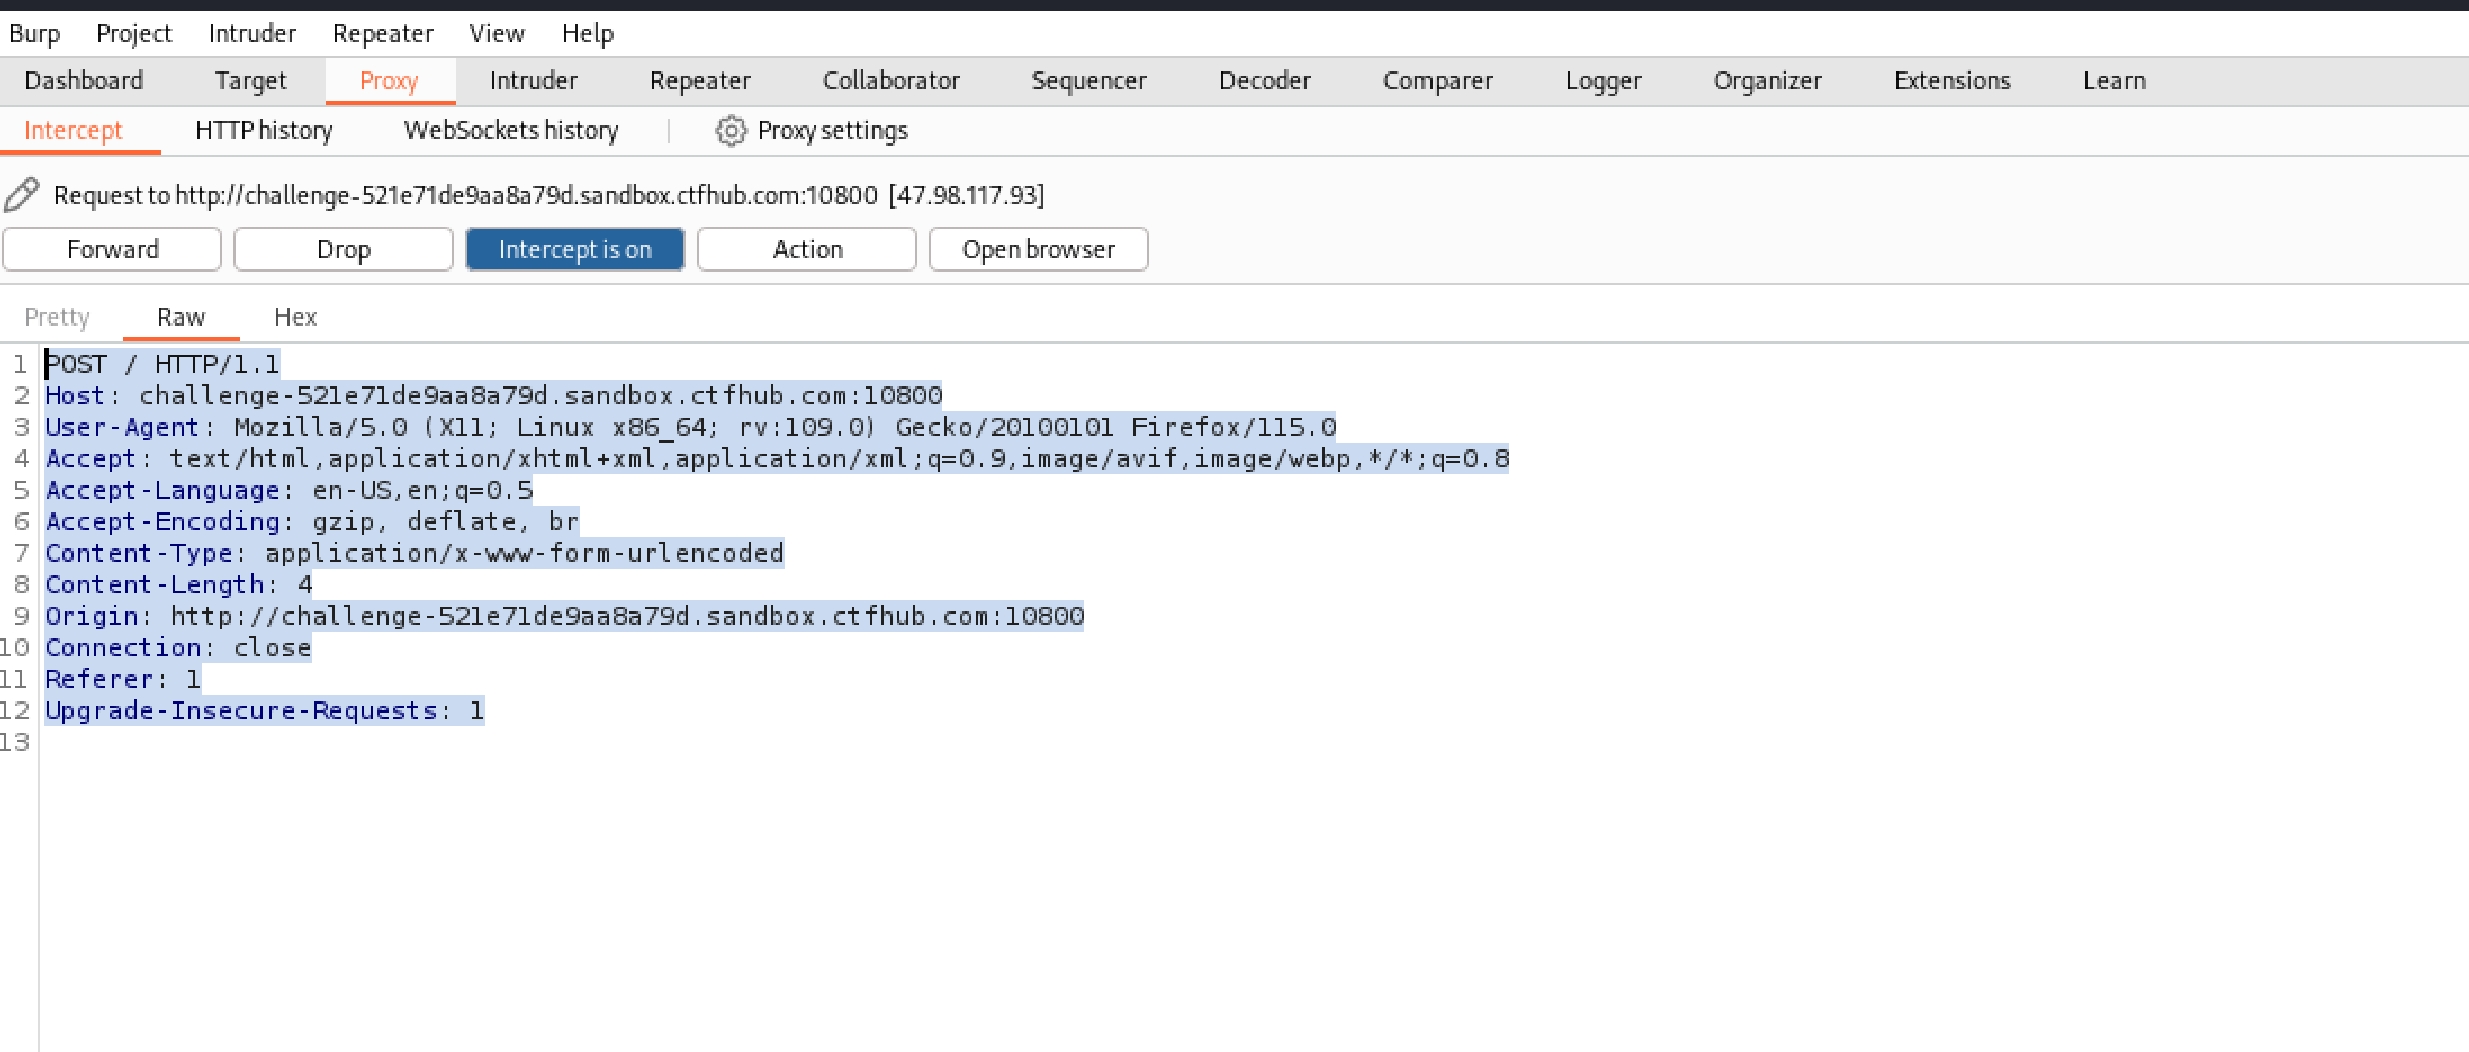 Burp Project Intruder Repeater View Help
Dashboard Target Proxy Intruder Repeater Collaborator Sequencer Decoder Comparer Logger Organizer Extensions Learn
Intercept HTTP history WebSockets history Proxy settings
Request to http://challenge-521e71de9aa8a79d.sandbox.ctfhub.com:10800 [47.98.117.93]
Forward Drop Intercept is on Action Open browser
Pretty Raw Hex
1 POST / HTTP/1.1
2 Host: challenge-521e71de9aa8a79d.sandbox.ctfhub.com:10800
3 User-Agent: Mozilla/5.0 (X11; Linux x86_64; rv:109.0) Gecko/20100101 Firefox/115.0
4 Accept: text/html,application/xhtml+xml,application/xml;q=0.9,image/avif,image/webp,*/*;q=0.8
5 Accept-Language: en-US,en;q=0.5
6 Accept-Encoding: gzip, deflate, br
7 Content-Type: application/x-www-form-urlencoded
8 Content-Length: 4
9 Origin: http://challenge-521e71de9aa8a79d.sandbox.ctfhub.com:10800
10 Connection: close
11 Referer: 1
12 Upgrade-Insecure-Requests: 1
13